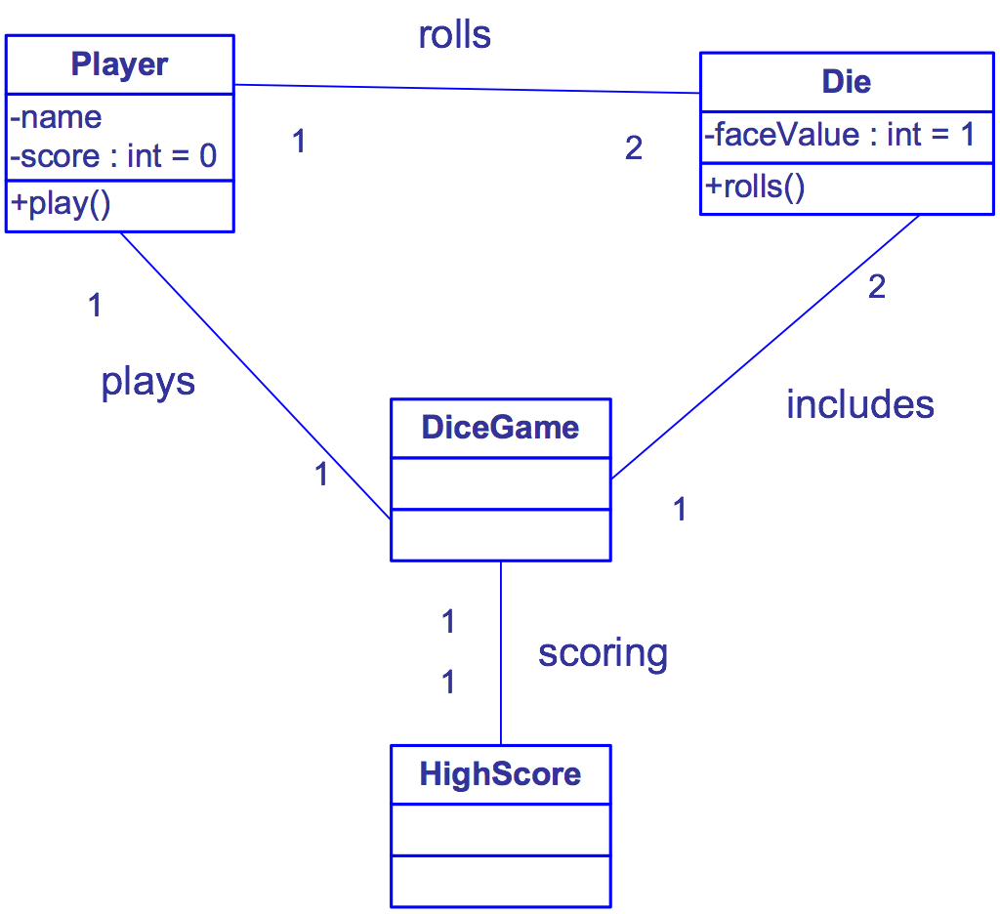 rolls
Player
-name
-score : int = 0
+play()
1
2
Die
-faceValue : int = 1
+rolls()
1
plays
1
2
includes
1
DiceGame
1
scoring
1
HighScore